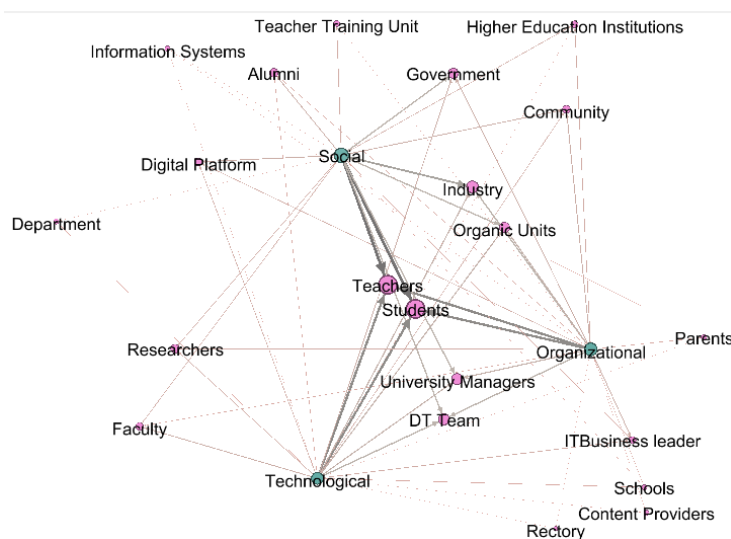 Teacher Training Unit
Higher Education Institutions
Information Systems
Alumni
Government
Community
Social
Digital Platform
Industry
Department
Organic Units
Teachers
Students
Parents
Researchers
Organizational
University Managers
DT Team
Faculty
ITBusiness leader
Technological
Schools
Content Providers
Rectory